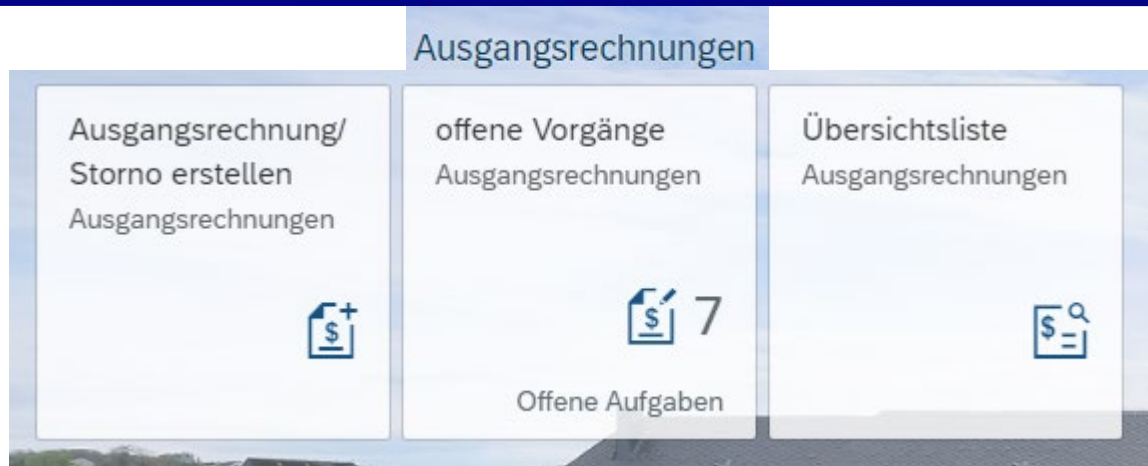 Ausgangsrechnungen
Ausgangsrechnung/
Storno erstellen
Ausgangsrechnungen
offene Vorgänge
Ausgangsrechnungen
7
Offene Aufgaben
Übersichtsliste
Ausgangsrechnungen